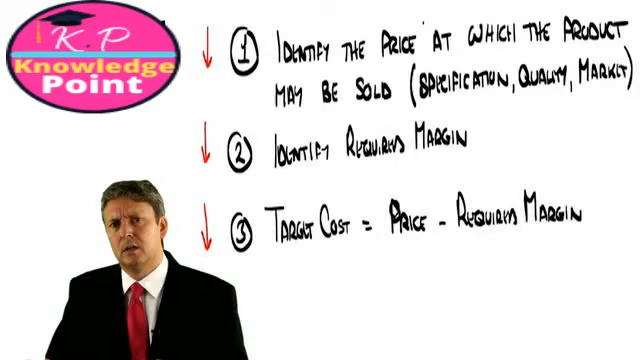 K.P
Knowledge
Point
1 IDENTIFY THE PRICE AT WHICH THE PRODUCT
MAY BE SOLD (SPECIFICATION, QUALITY, MARKET)
2 IDENTIFY REQUIRED MARGIN
3 TARGET COST = PRICE - REQUIRED MARGIN